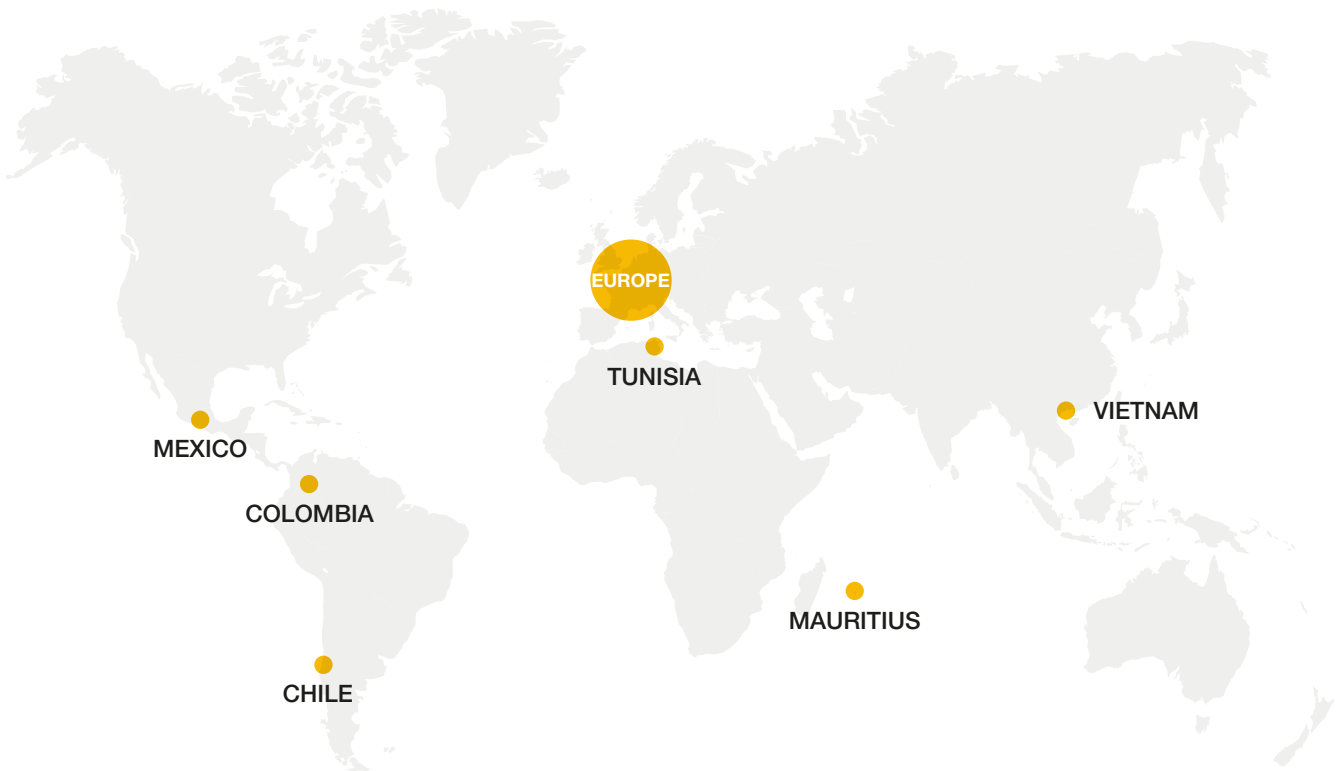 EUROPE
TUNISIA
VIETNAM
MEXICO
COLOMBIA
MAURITIUS
CHILE